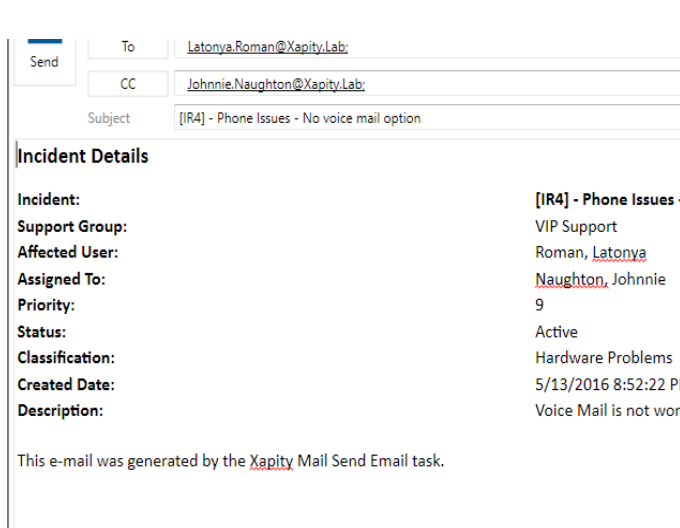 To Latonya.Roman@Xapity.Lab;
Send
CC Johnnie.Naughton@Xapity.Lab;
Subject [IR4] - Phone Issues - No voice mail option
Incident Details
Incident: [IR4] - Phone Issues -
Support Group: VIP Support
Affected User: Roman, Latonya
Assigned To: Naughton, Johnnie
Priority: 9
Status: Active
Classification: Hardware Problems
Created Date: 5/13/2016 8:52:22 P
Description: Voice Mail is not wor
This e-mail was generated by the Xapity Mail Send Email task.